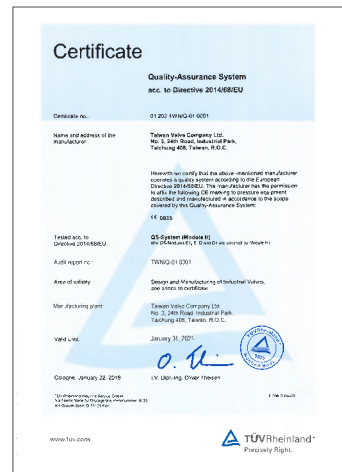 Certificate
Quality-Assurance System
acc. to Directive 2014/68/EU
Certificate no.:
01 202 TWN/Q-01 0001
Name and address of the
manufacturer:
Taiwan Valve Company Ltd.
No. 3, 24th Road, Industrial Park,
Taichung 408, Taiwan, R.O.C.
Herewith we certify that the above-mentioned manufacturer
operates a quality system according to the European
Directive 2014/68/EU. The manufacturer has the permission
to affix the following CE marking to pressure equipment
described and manufactured in accordance to the scope
covered by this Quality-Assurance System:
CE 0035
Tested acc. to
Directive 2014/68/EU
QS-System (Module H)
Audit report no.:
TWN/Q-01 0001
Area of validity:
Design and Manufacturing of Industrial Valves,
see annex to certificate
Manufacturing plant:
Taiwan Valve Company Ltd
No. 3, 24th Road, Industrial Park,
Taichung 408, Taiwan, R.O.C.
Valid until:
January 31, 2021
Cologne, January 22, 2018
www.tuv.com
TÜVRheinland
Precisely Right.